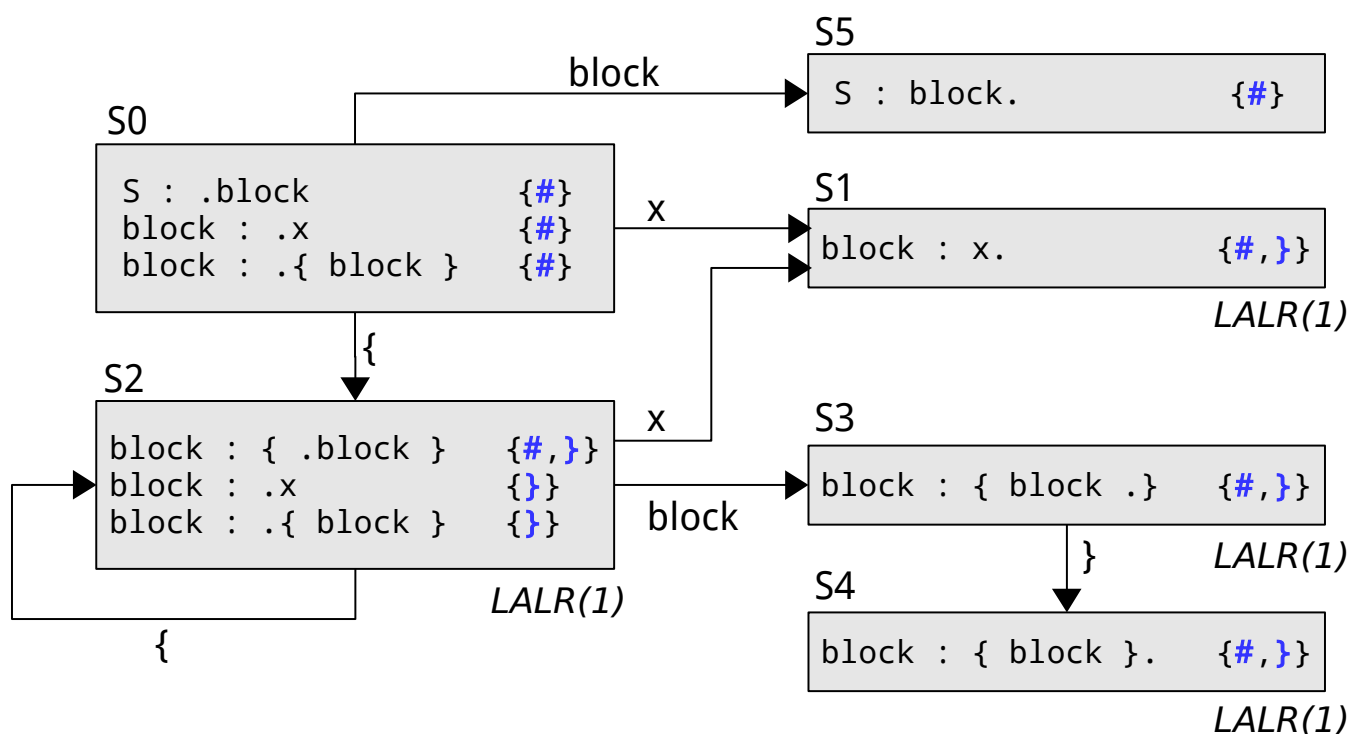 S5
block
S : block. {#}
S0
S : .block {#}
block : .x {#}
block : .{ block } {#}
x
S1
block : x. {#,}}
LALR(1)
{
S2
block : { .block } {#,}}
block : .x {}}
block : .{ block } {}}
LALR(1)
{
x
block
S3
block : { block .} {#,}}
LALR(1)
}
S4
block : { block }. {#,}}
LALR(1)